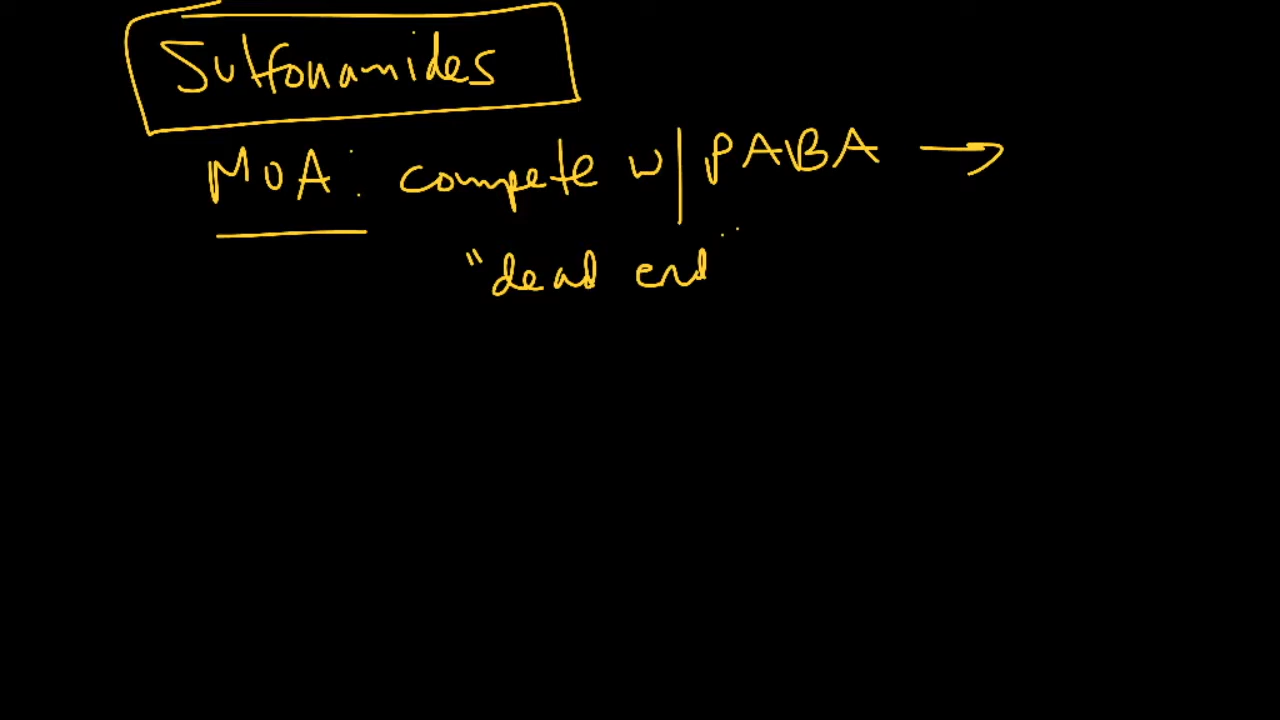 Sulfonamides
MOA: compete w/ PABA →
"dead end"